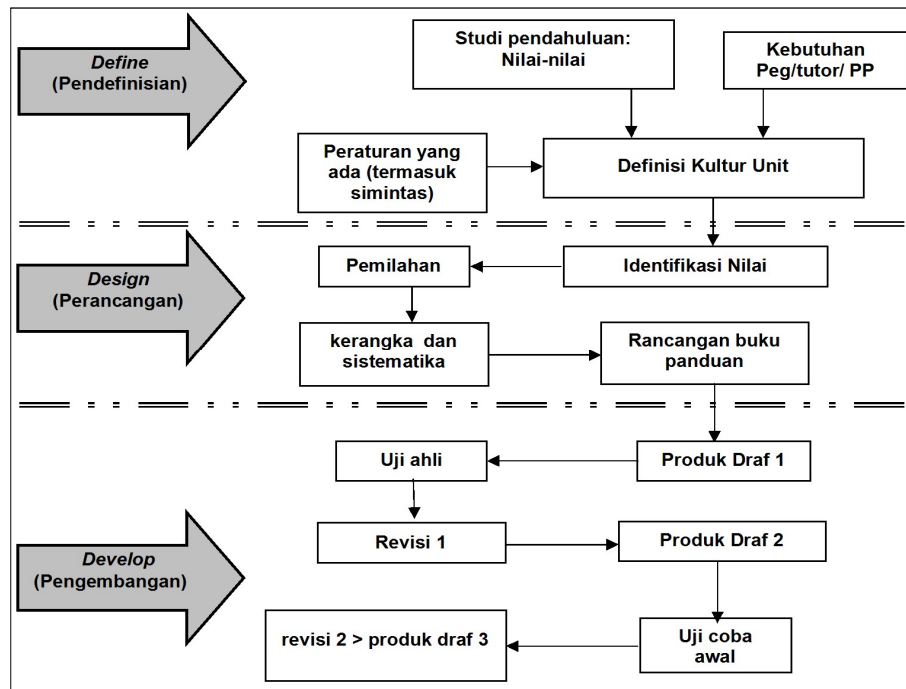 Define
(Pendefinisian)
Studi pendahuluan:
Nilai-nilai
Kebutuhan
Peg/tutor/ PP
Peraturan yang
ada (termasuk
simintas)
Definisi Kultur Unit
Design
(Perancangan)
Pemilahan
Identifikasi Nilai
kerangka dan
sistematika
Rancangan buku
panduan
Develop
(Pengembangan)
Uji ahli
Produk Draf 1
Revisi 1
Produk Draf 2
revisi 2 > produk draf 3
Uji coba
awal